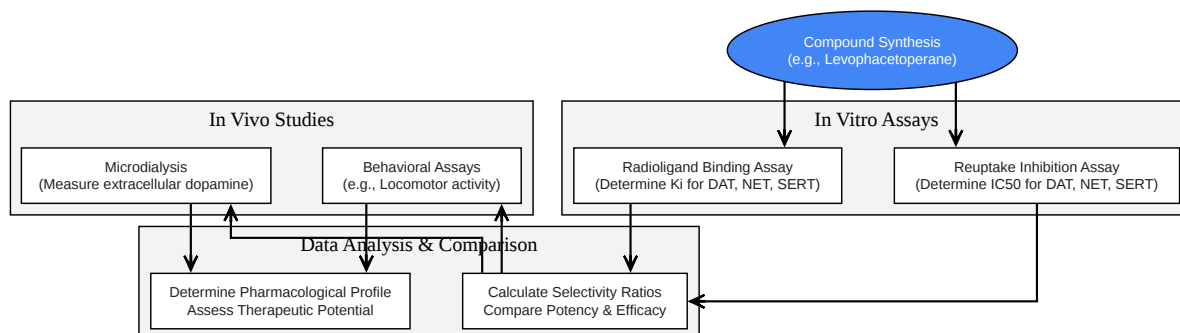 Compound Synthesis
(e.g., Levophacetoperane)
In Vivo Studies
In Vitro Assays
Microdialysis
(Measure extracellular dopamine)
Behavioral Assays
(e.g., Locomotor activity)
Radioligand Binding Assay
(Determine Ki for DAT, NET, SERT)
Reuptake Inhibition Assay
(Determine IC50 for DAT, NET, SERT)
Data Analysis & Comparison
Determine Pharmacological Profile
Assess Therapeutic Potential
Calculate Selectivity Ratios
Compare Potency & Efficacy